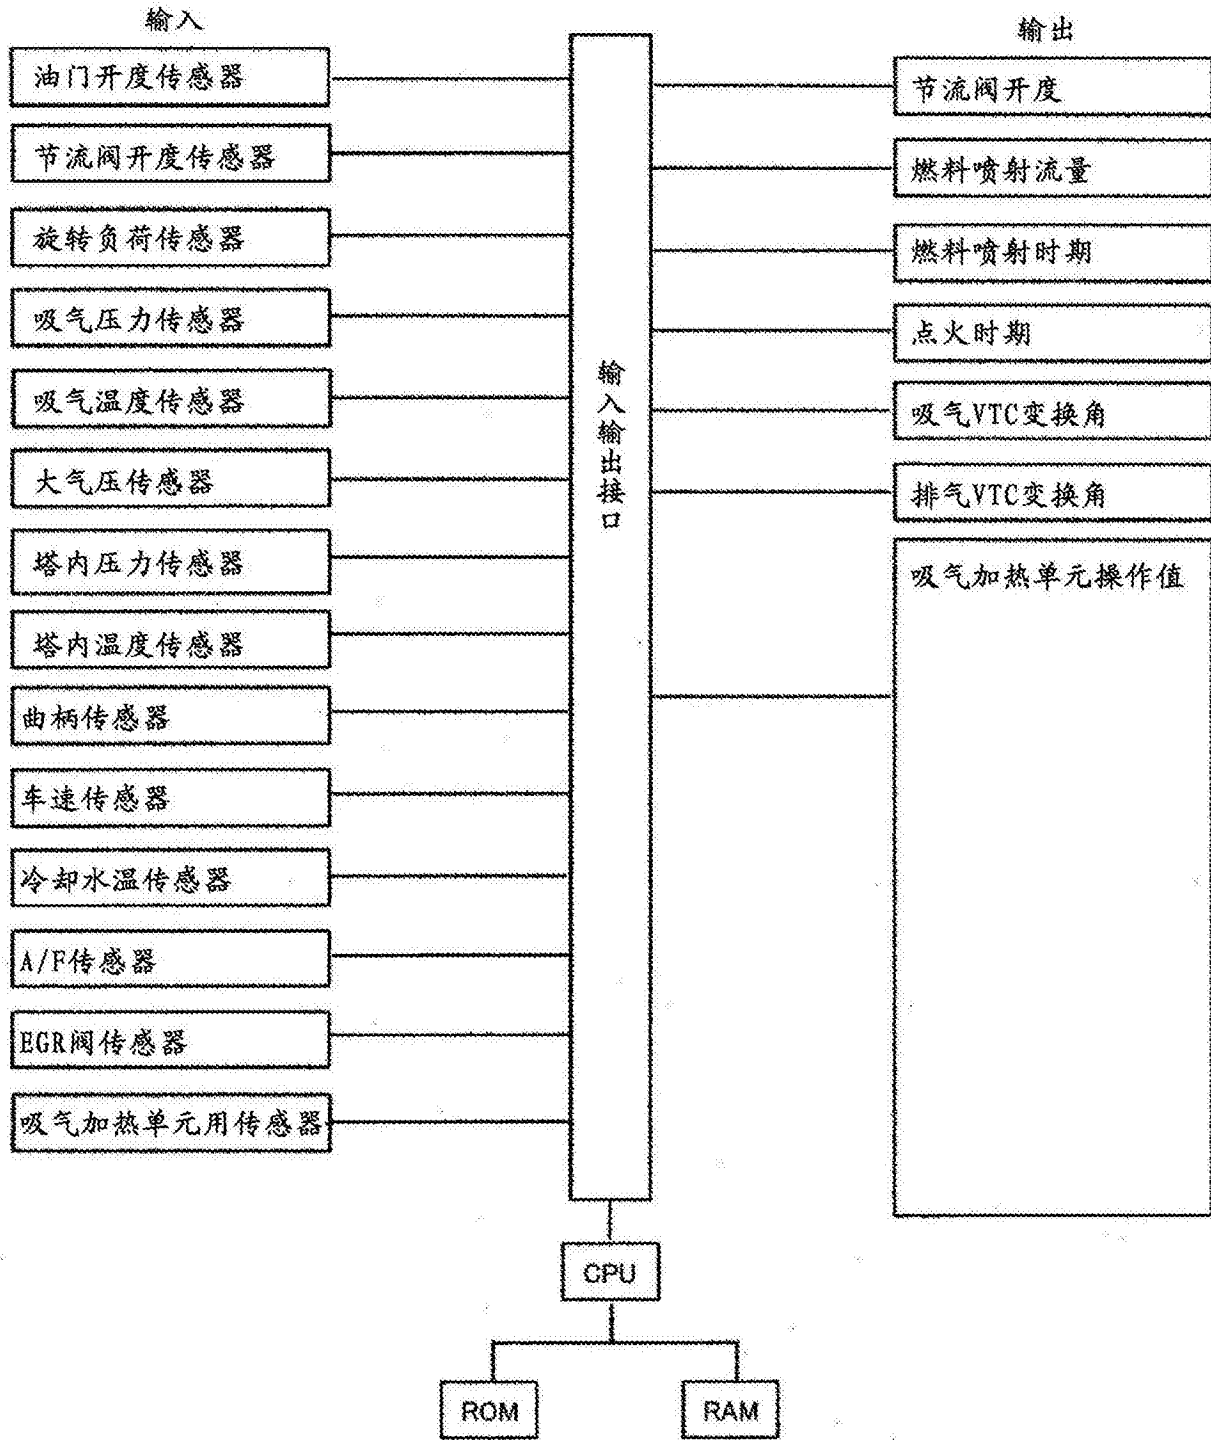 输入
油门开度传感器
节流阀开度传感器
旋转负荷传感器
吸气压力传感器
吸气温度传感器
大气压传感器
塔内压力传感器
塔内温度传感器
曲柄传感器
车速传感器
冷却水温传感器
A/F传感器
EGR阀传感器
吸气加热单元用传感器
输入输出接口
输出
节流阀开度
燃料喷射流量
燃料喷射时期
点火时期
吸气VTC变换角
排气VTC变换角
吸气加热单元操作值
CPU
ROM
RAM